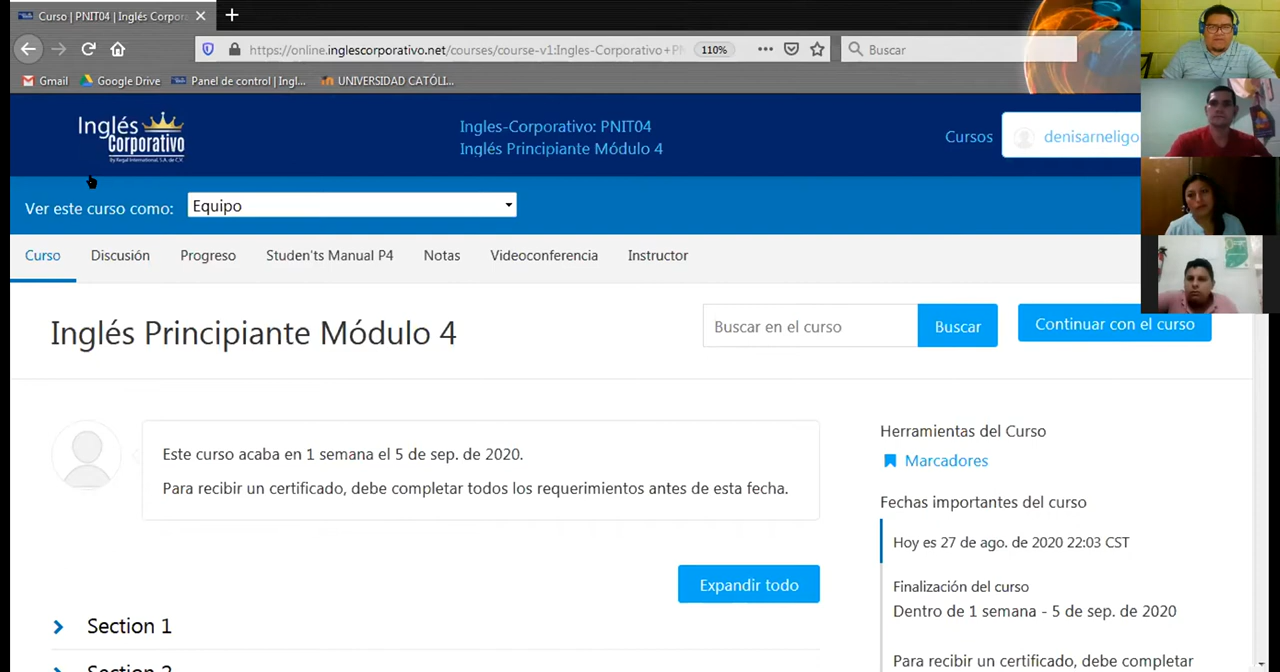 Curso | PNIT04 | Inglés Corpor
https://online.inglescorporativo.net/courses/course-v1:Ingles-Corporativo+P
110%
Buscar
Gmail
Google Drive
Panel de control | Ingl...
UNIVERSIDAD CATÓLI...
Inglés
Corporativo
By Regal International, S.A. de C.V.
Ingles-Corporativo: PNIT04
Inglés Principiante Módulo 4
Cursos
denisarneligo
Ver este curso como:
Equipo
Curso
Discusión
Progreso
Studen'ts Manual P4
Notas
Videoconferencia
Instructor
Inglés Principiante Módulo 4
Buscar en el curso
Buscar
Continuar con el curso
Este curso acaba en 1 semana el 5 de sep. de 2020.
Para recibir un certificado, debe completar todos los requerimientos antes de esta fecha.
Herramientas del Curso
Marcadores
Fechas importantes del curso
Hoy es 27 de ago. de 2020 22:03 CST
Finalización del curso
Dentro de 1 semana - 5 de sep. de 2020
Para recibir un certificado, debe completar
Expandir todo
Section 1
Section 2